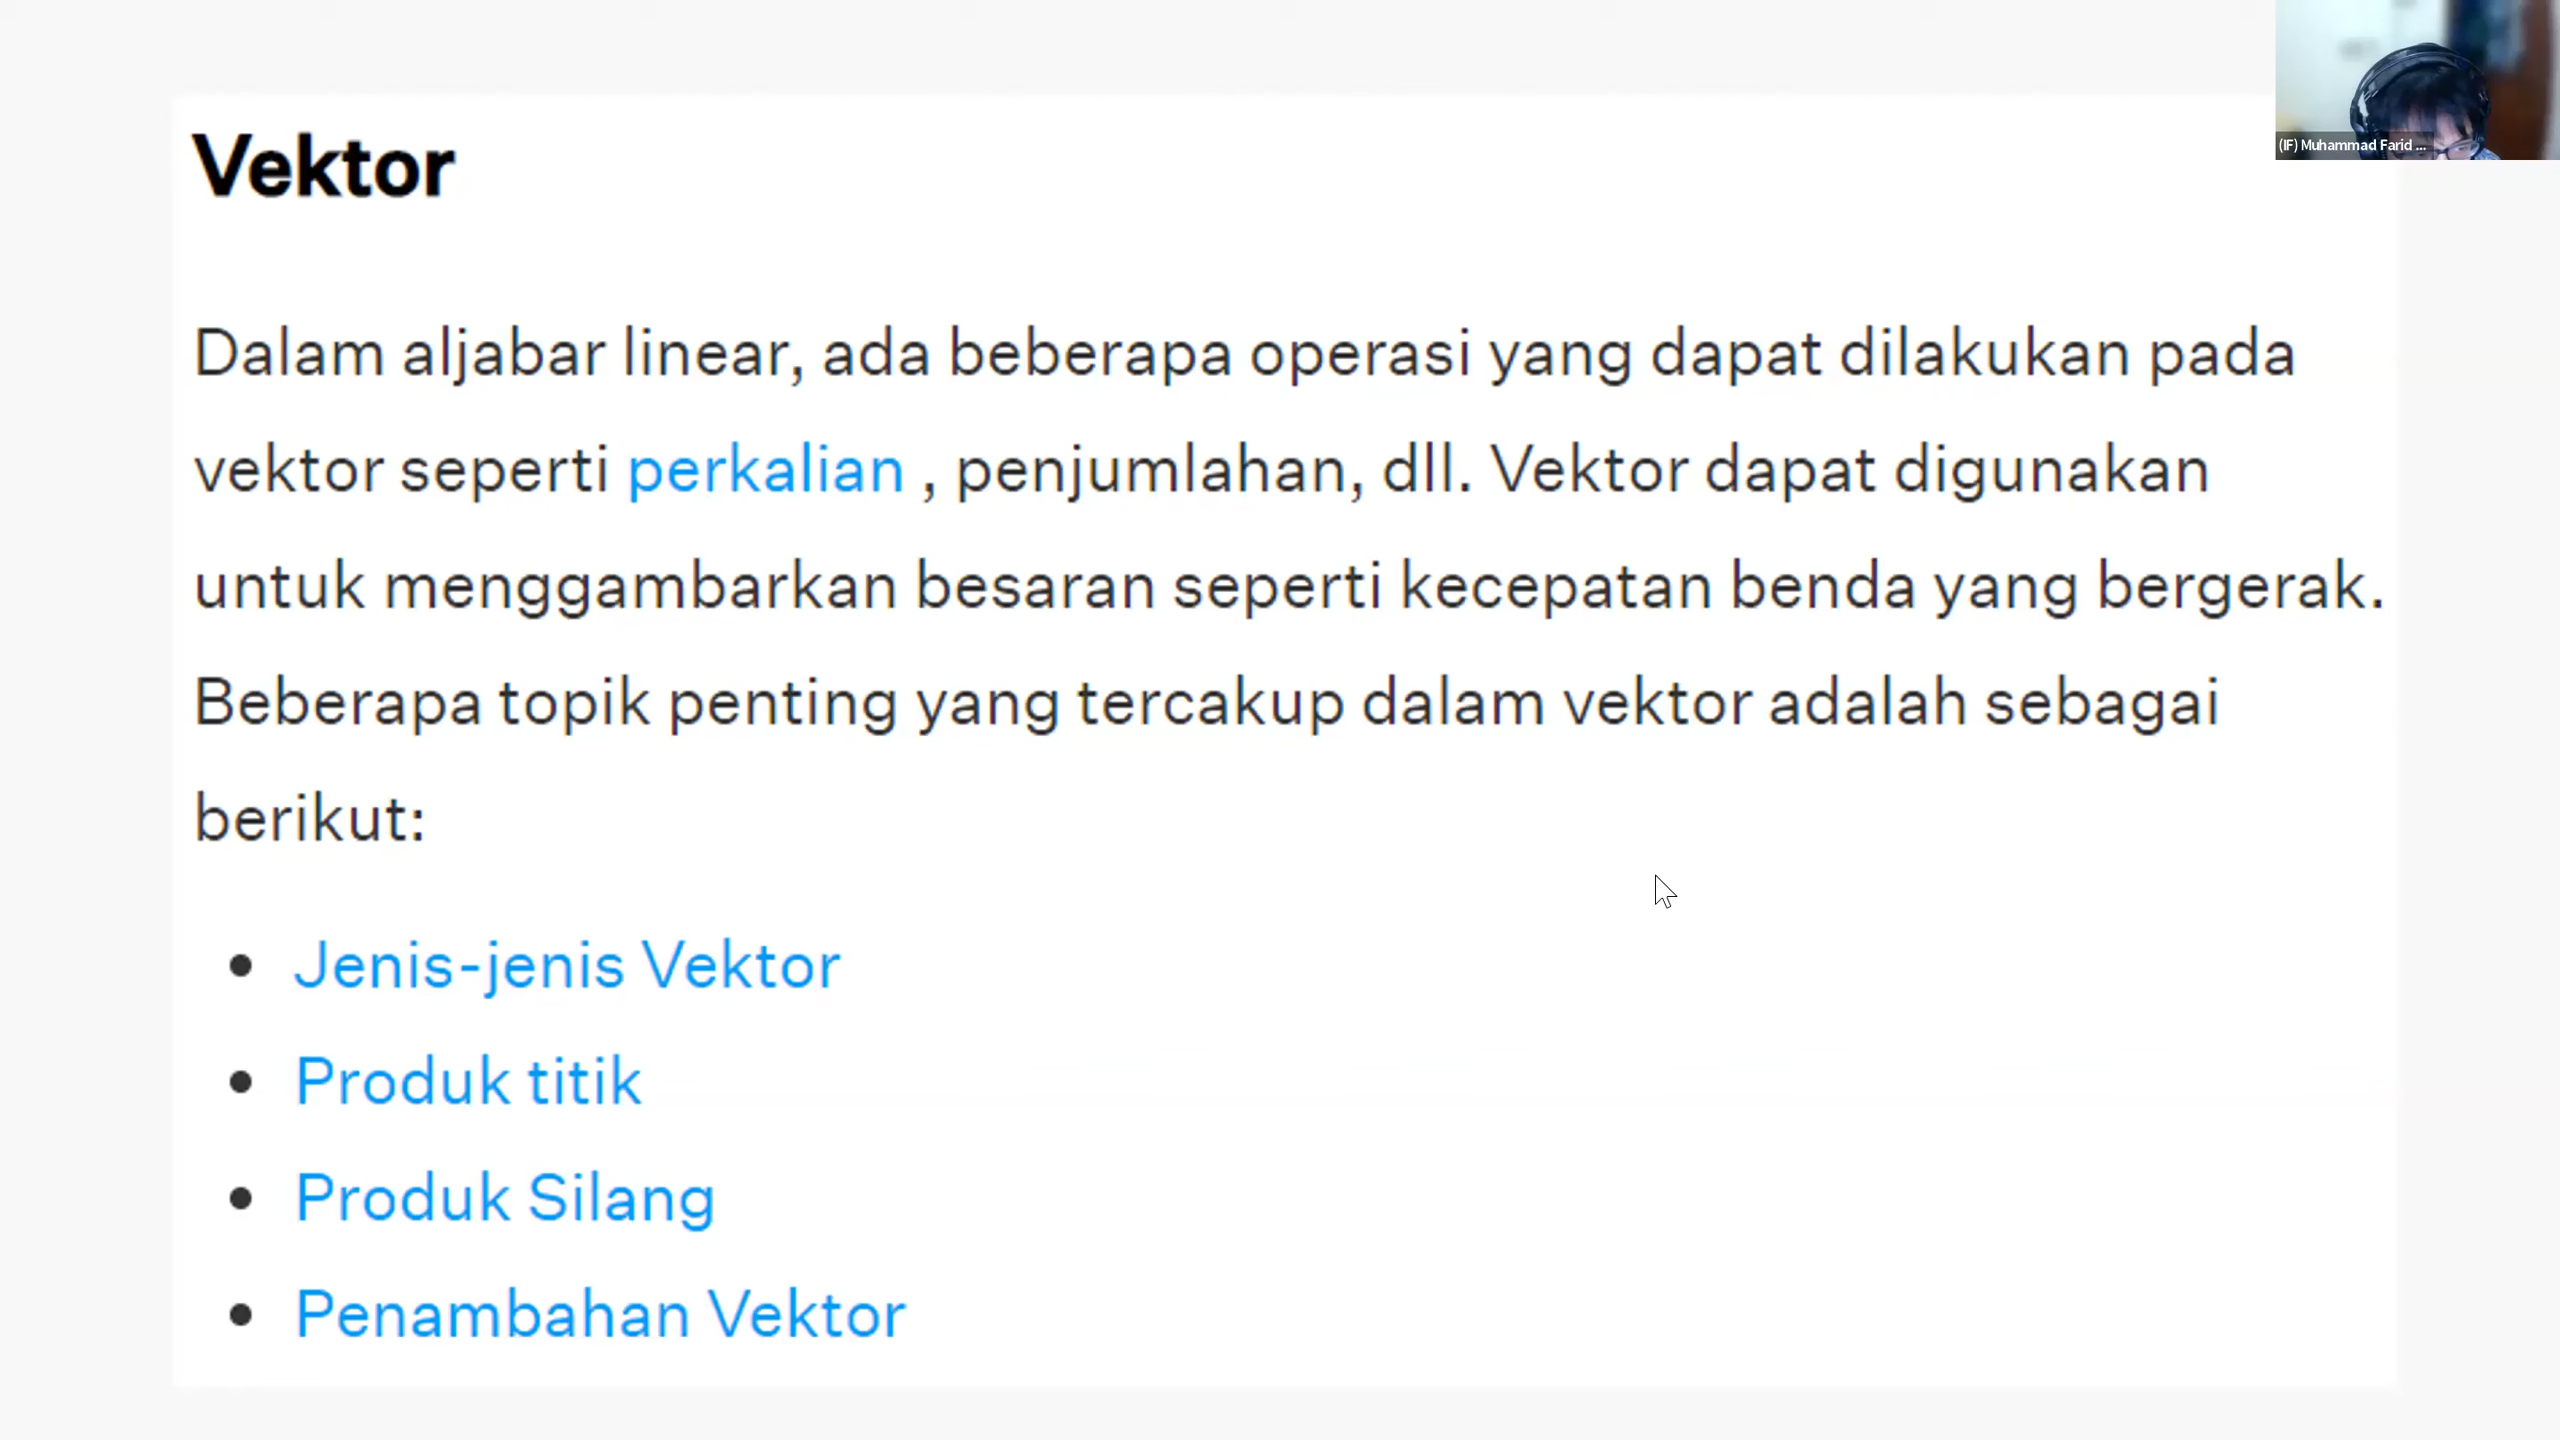 (IF) Muhammad Farid ...
Vektor
Dalam aljabar linear, ada beberapa operasi yang dapat dilakukan pada
vektor seperti perkalian , penjumlahan, dll. Vektor dapat digunakan
untuk menggambarkan besaran seperti kecepatan benda yang bergerak.
Beberapa topik penting yang tercakup dalam vektor adalah sebagai
berikut:
• Jenis-jenis Vektor
• Produk titik
• Produk Silang
• Penambahan Vektor